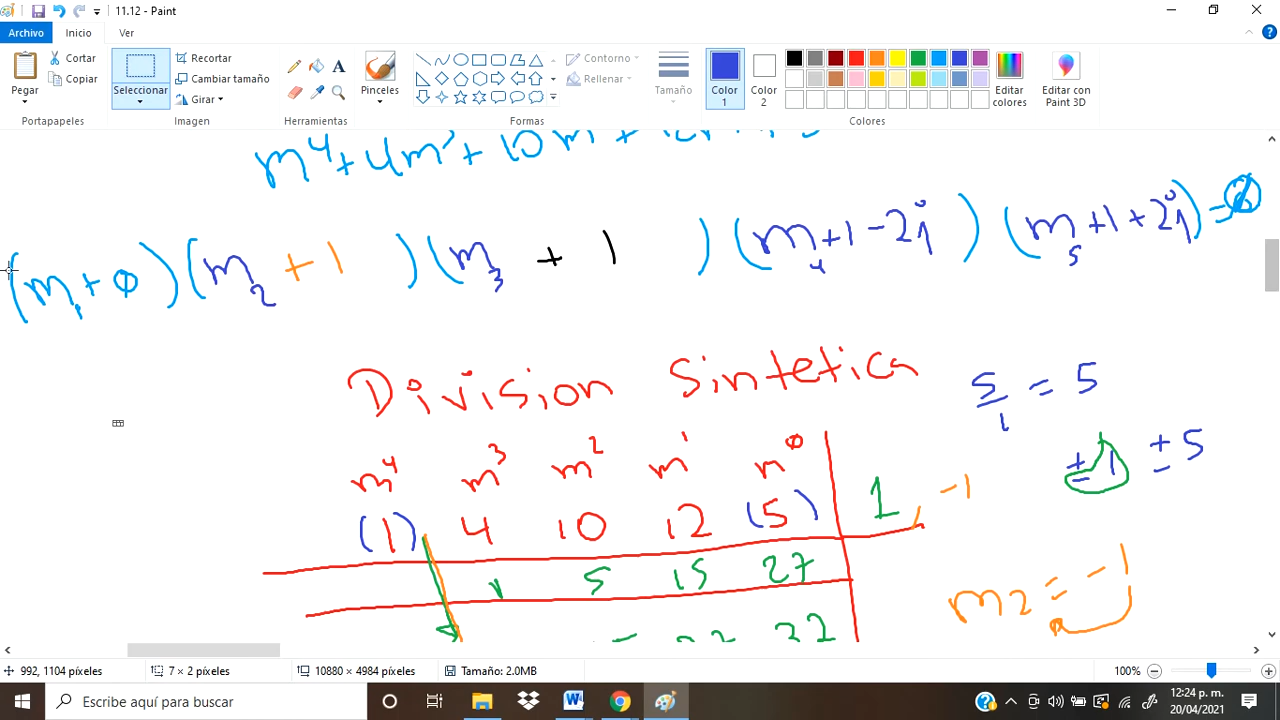 11.12 - Paint
Archivo Inicio Ver
Pegar
Cortar
Copiar
Portapapeles
Seleccionar
Recortar
Cambiar tamaño
Girar
Imagen
A
Herramientas
Pinceles
Contorno
Rellenar
Formas
Tamaño
Color 1
Color 2
Editar colores
Editar con Paint 3D
Colores
m⁴ + 4m³ + 10m
(m₁ + 0)(m₂ + 1)(m₃ + 1)(m₄ + 1 - 2i)(m₅ + 1 + 2i) =
Division Sintetica
5/1 = 5
± 1 ± 5
m⁴ m³ m² m¹ m⁰
(1) 4 10 12 (5) 1 -1
1 5 15 27
m2 = -1
32
992, 1104 píxeles 7 × 2 píxeles 10880 × 4984 píxeles Tamaño: 2.0MB 100%
Escribe aquí para buscar
12:24 p. m.
20/04/2021